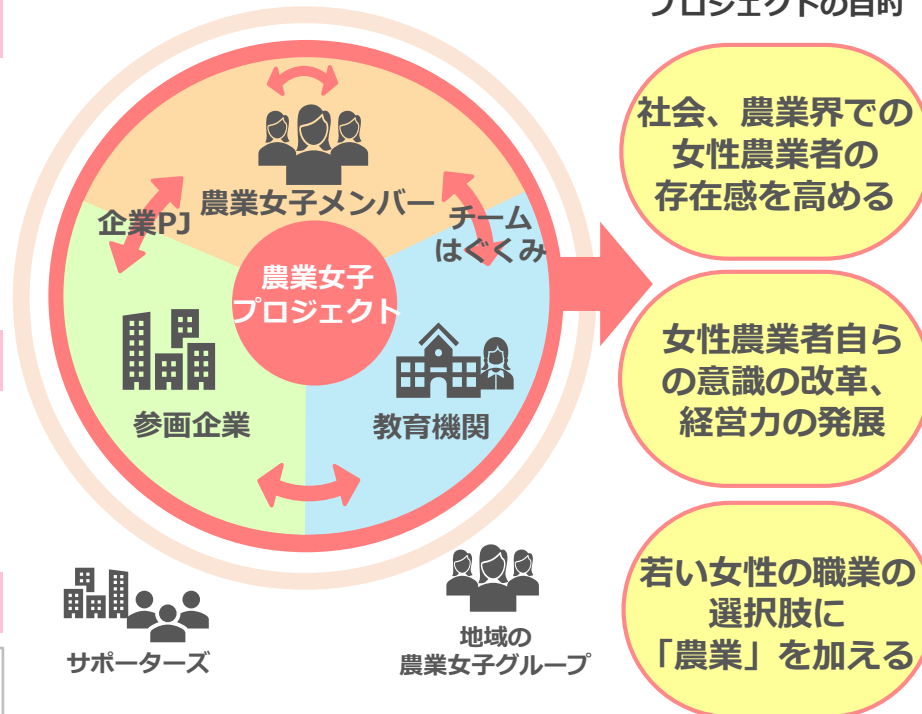 プロジェクトの目的
農業女子メンバー
企業PJ
チーム
はぐくみ
農業女子
プロジェクト
参画企業
教育機関
サポーターズ
地域の
農業女子グループ
社会、農業界での
女性農業者の
存在感を高める
女性農業者自ら
の意識の改革、
経営力の発展
若い女性の職業の
選択肢に
「農業」を加える